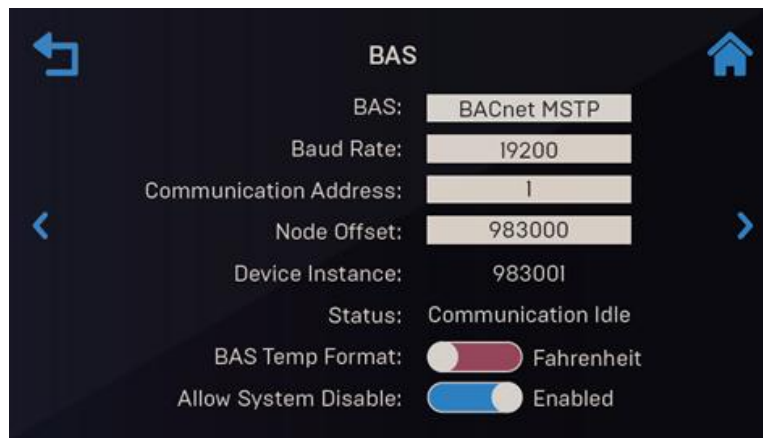 BAS
BAS: BACnet MSTP
Baud Rate: 19200
Communication Address: 1
Node Offset: 983000
Device Instance: 983001
Status: Communication Idle
BAS Temp Format: Fahrenheit
Allow System Disable: Enabled